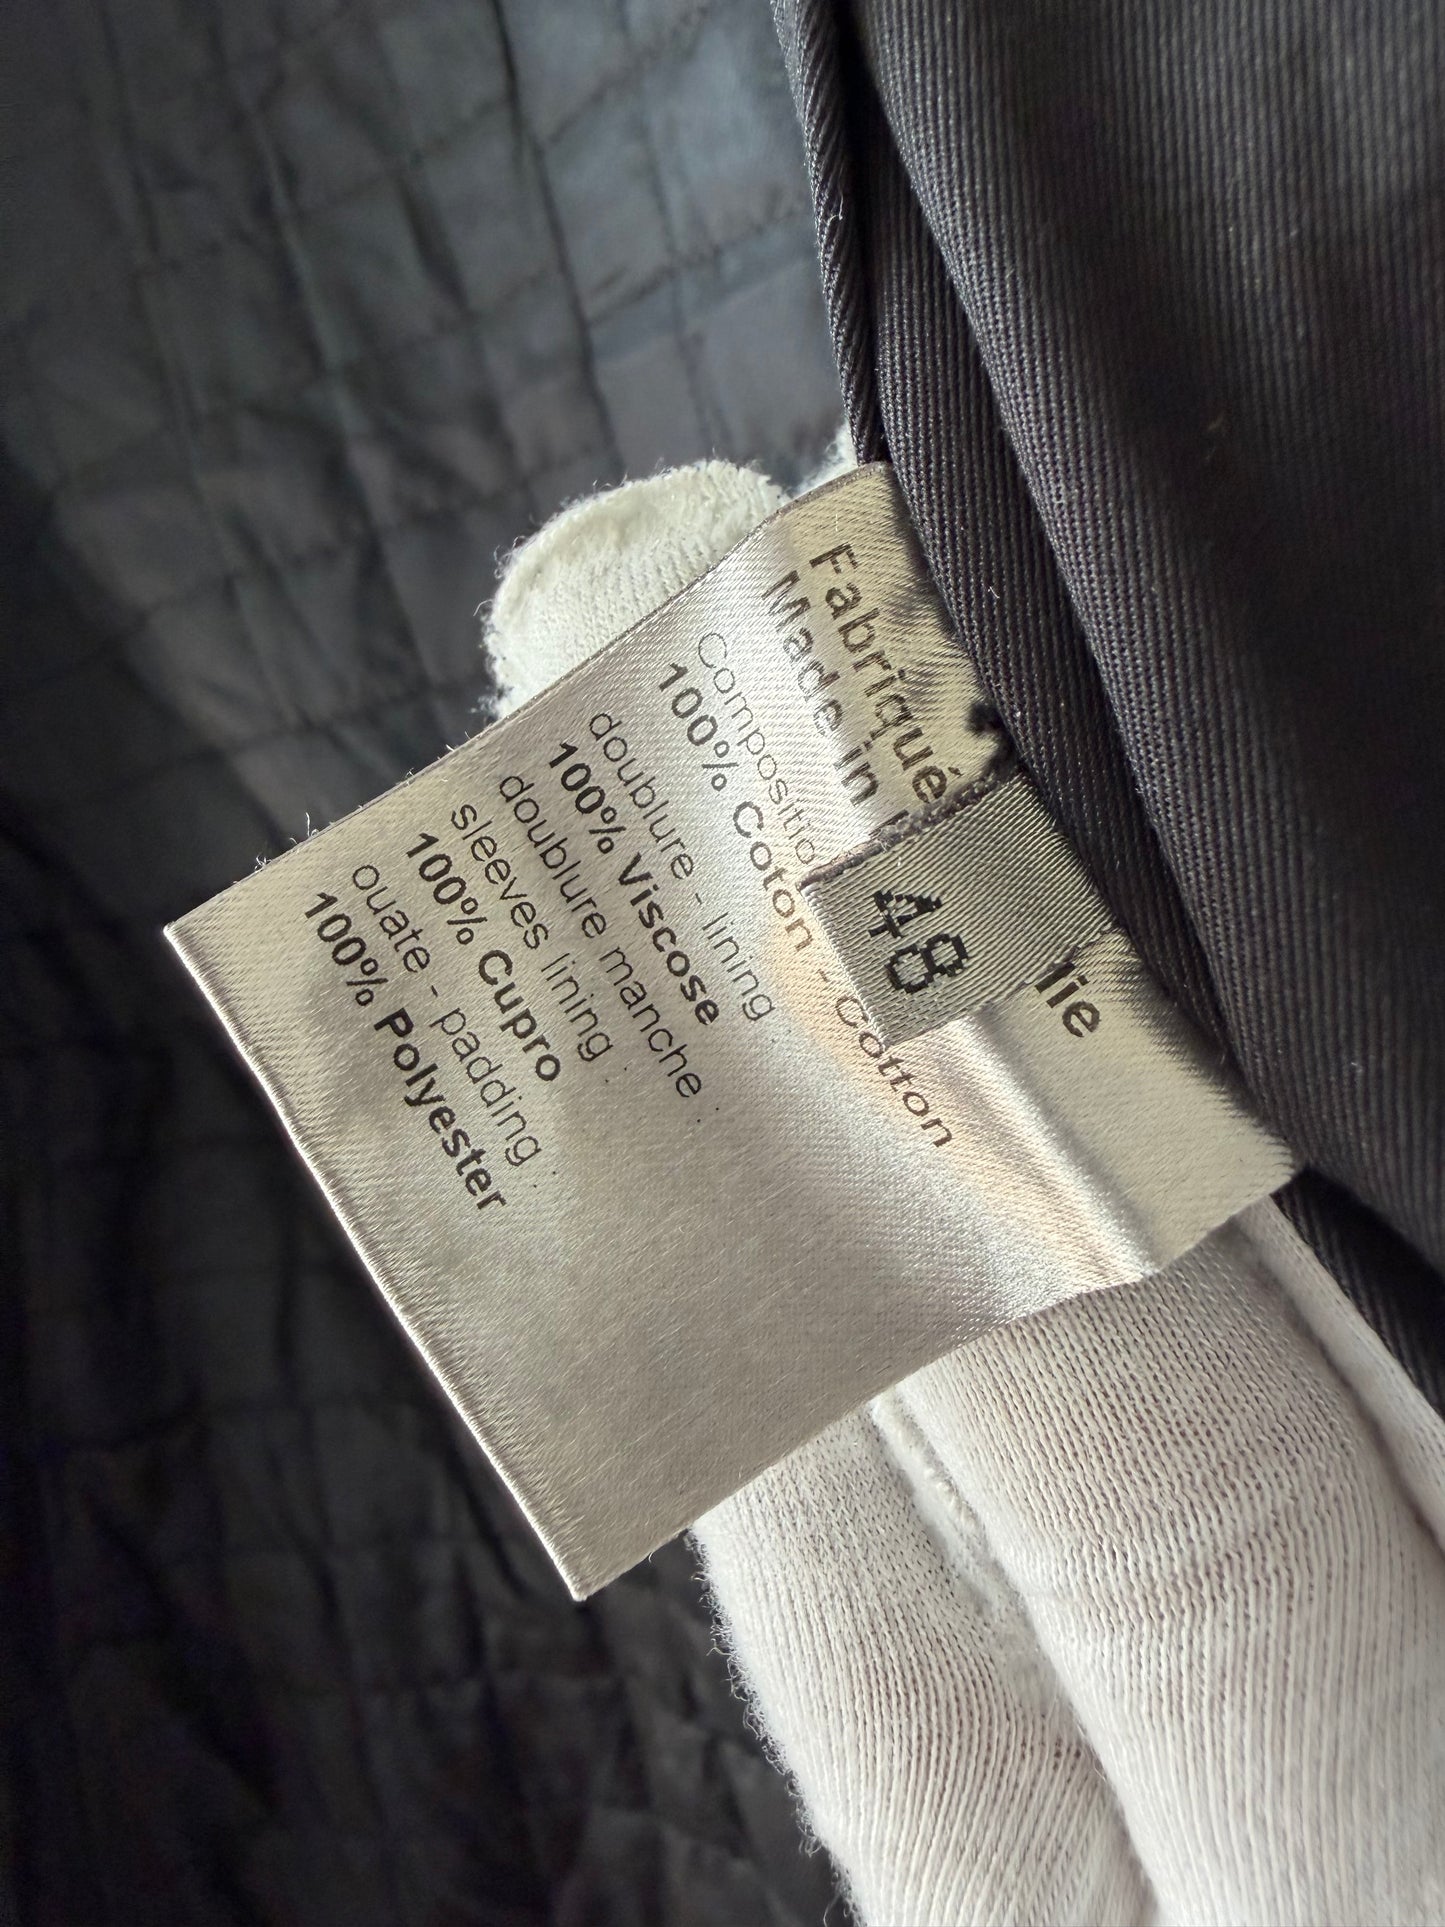 Fabriqué lie
Made in
48
Composition
100% Coton - Cotton
doublure - lining
100% Viscose
doublure manche
sleeves lining
100% Cupro
ouate - padding
100% Polyester